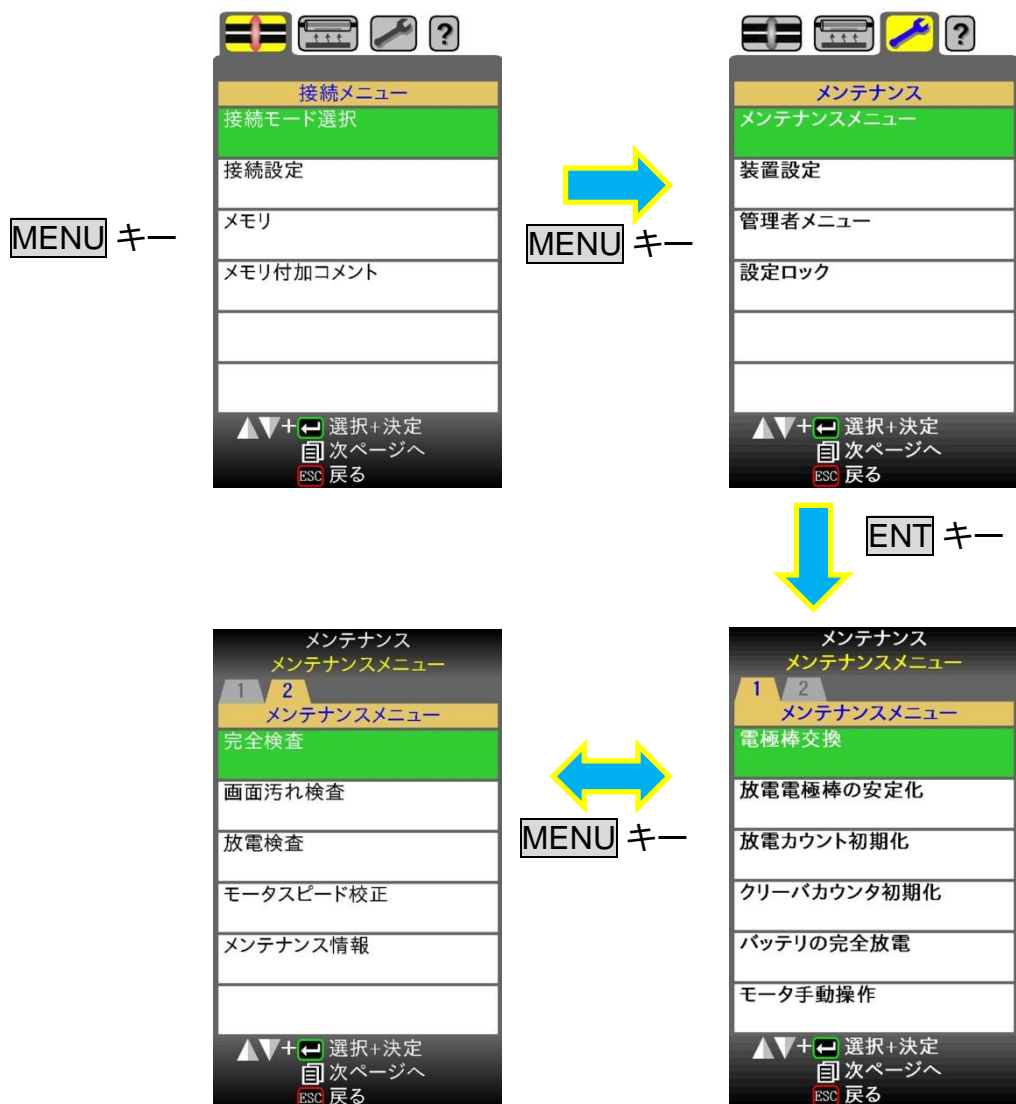 ?
接続メニュー
接続モード選択
接続設定
メモリ
メモリ付加コメント
+ 選択+決定
次ページへ
ESC 戻る
MENU キー
MENU キー
?
メンテナンス
メンテナンスメニュー
装置設定
管理者メニュー
設定ロック
+ 選択+決定
次ページへ
ESC 戻る
ENT キー
メンテナンス
メンテナンスメニュー
1 2
メンテナンスメニュー
完全検査
画面汚れ検査
放電検査
モータスピード校正
メンテナンス情報
+ 選択+決定
次ページへ
ESC 戻る
MENU キー
メンテナンス
メンテナンスメニュー
1 2
メンテナンスメニュー
電極棒交換
放電電極棒の安定化
放電カウント初期化
クリーバカウンタ初期化
バッテリの完全放電
モータ手動操作
+ 選択+決定
次ページへ
ESC 戻る